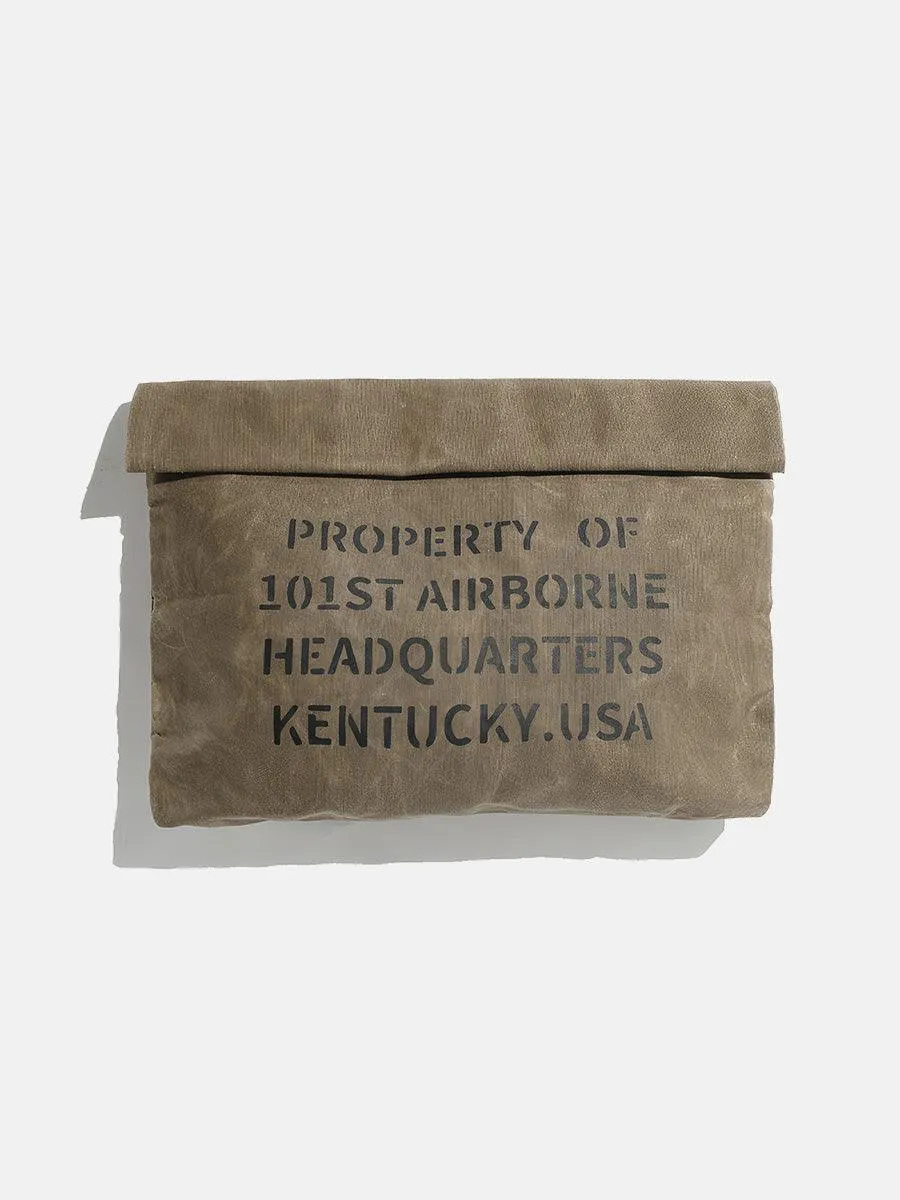 PROPERTY OF
101ST AIRBORNE
HEADQUARTERS
KENTUCKY.USA